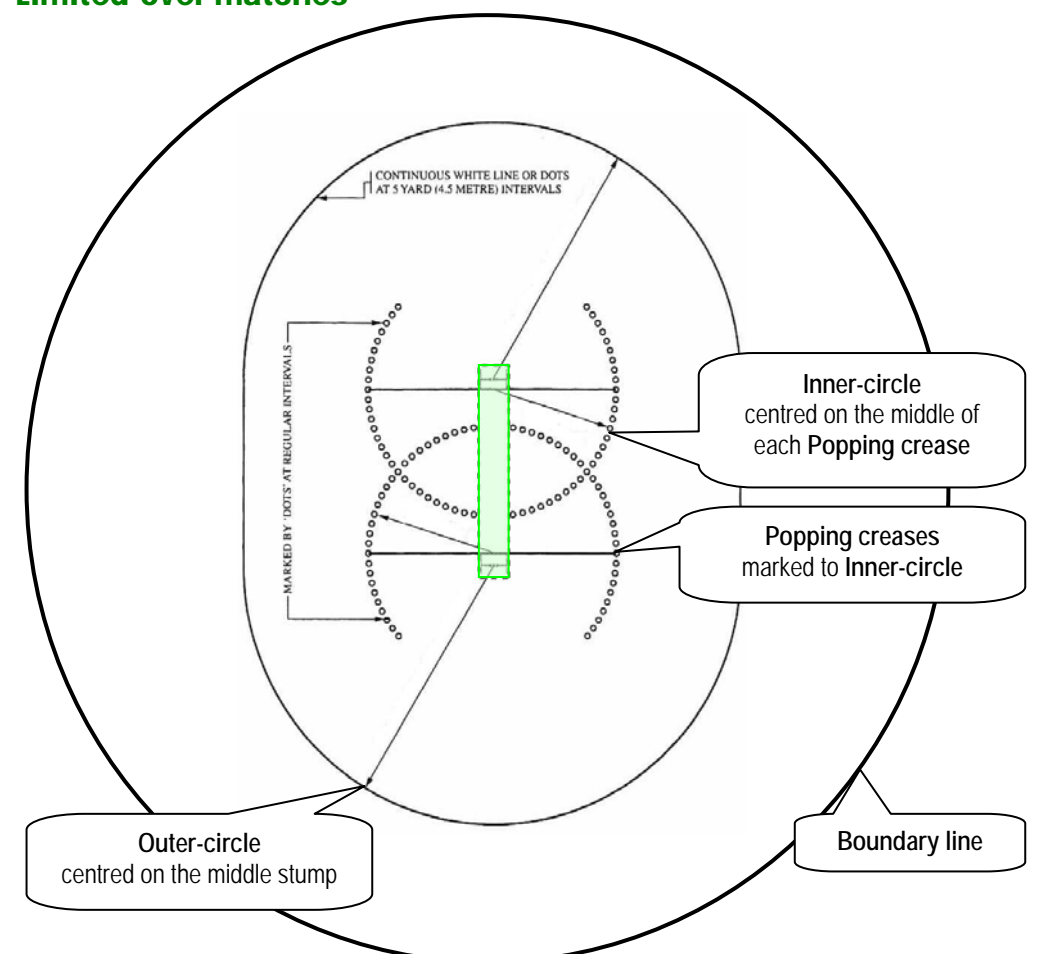 Limited over matches
CONTINUOUS WHITE LINE OR DOTS
AT 5 YARD (4.5 METRE) INTERVALS
MARKED BY 'DOTS' AT REGULAR INTERVALS
Inner-circle
centred on the middle of
each Popping crease
Popping creases
marked to Inner-circle
Outer-circle
centred on the middle stump
Boundary line